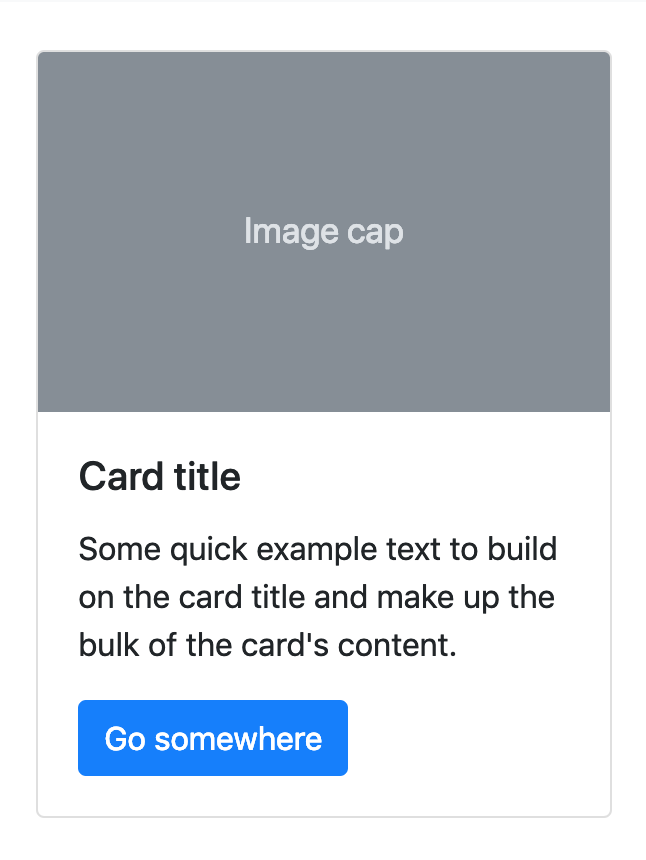 Image cap
Card title
Some quick example text to build
on the card title and make up the
bulk of the card's content.
Go somewhere